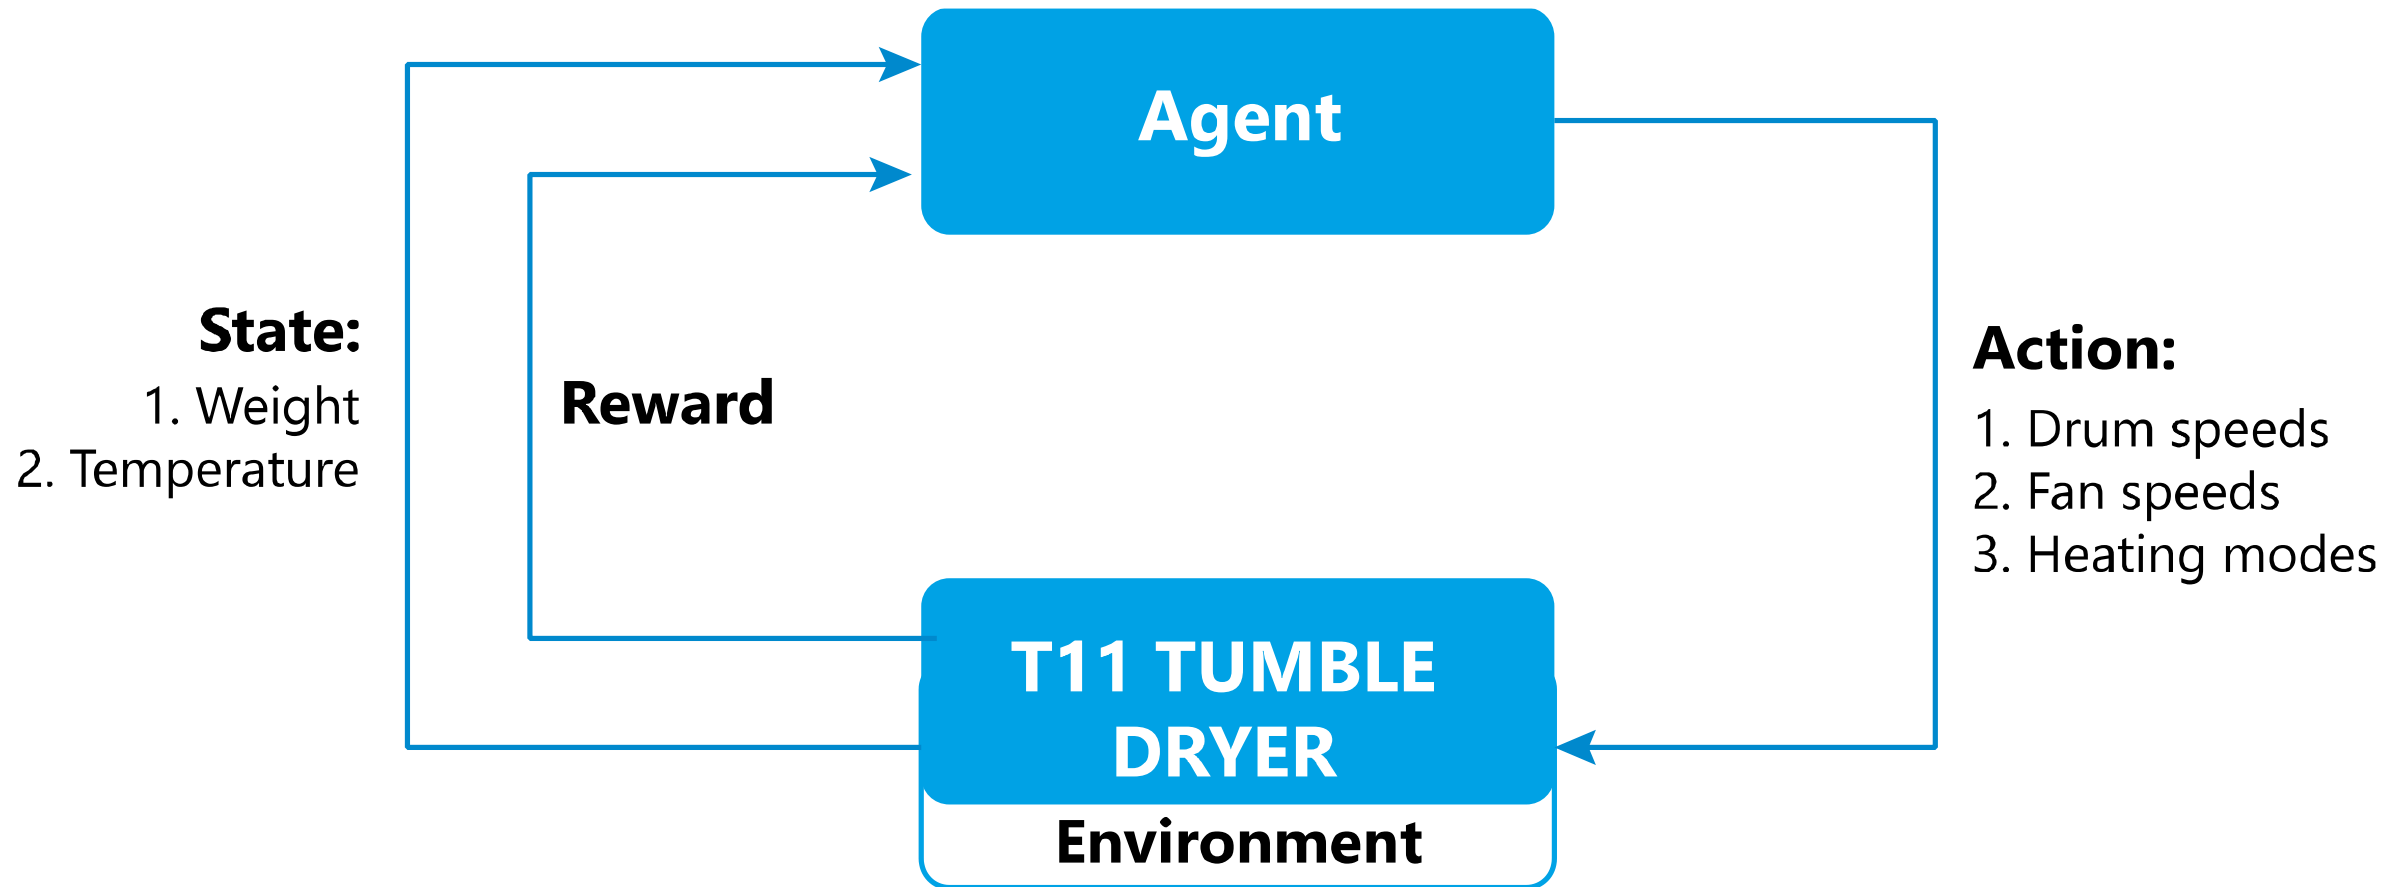 Agent
State:
1. Weight
2. Temperature
Reward
Action:
1. Drum speeds
2. Fan speeds
3. Heating modes
T11 TUMBLE
DRYER
Environment